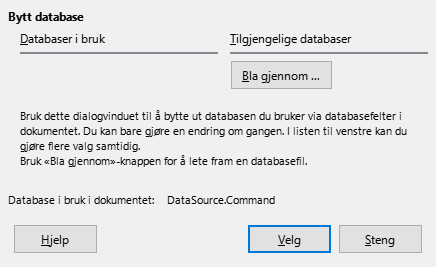 Bytt database
Databaser i bruk
Tilgjengelige databaser
Bla gjennom ...
Bruk dette dialogvinduet til å bytte ut databasen du bruker via databasefelter i
dokumentet. Du kan bare gjøre en endring om gangen. I listen til venstre kan du
gjøre flere valg samtidig.
Bruk «Bla gjennom»-knappen for å lete fram en databasefil.
Database i bruk i dokumentet: DataSource.Command
Hjelp
Velg
Steng